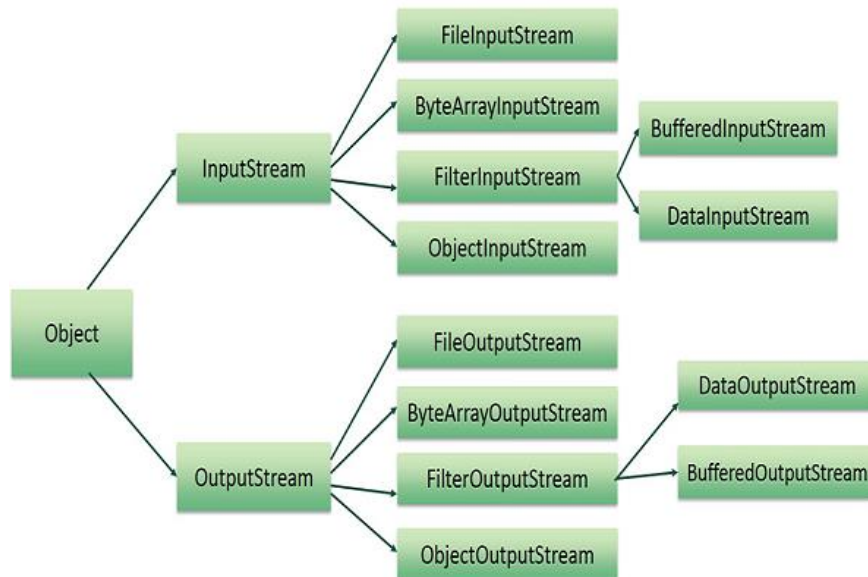 FileInputStream
ByteArrayInputStream
BufferedInputStream
InputStream
FilterInputStream
DataInputStream
ObjectInputStream
Object
FileOutputStream
DataOutputStream
ByteArrayOutputStream
OutputStream
FilterOutputStream
BufferedOutputStream
ObjectOutputStream